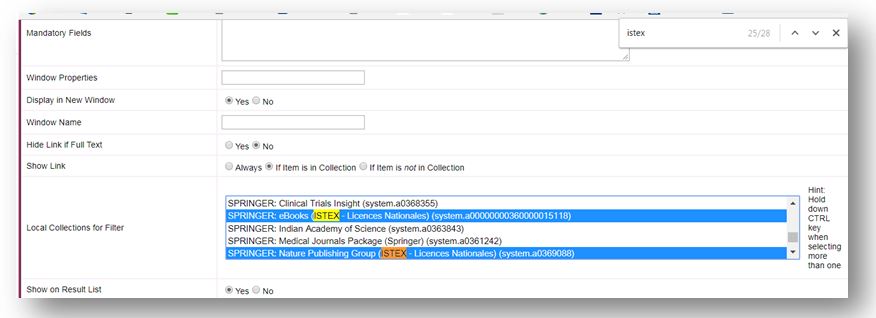 istex 25/28
Mandatory Fields
Window Properties
Display in New Window Yes No
Window Name
Hide Link if Full Text Yes No
Show Link Always If Item is in Collection If Item is not in Collection
Local Collections for Filter
SPRINGER: Clinical Trials Insight (system.a0368355)
SPRINGER: eBooks (ISTEX - Licences Nationales) (system.a0000000360000015118)
SPRINGER: Indian Academy of Science (system.a0363843)
SPRINGER: Medical Journals Package (Springer) (system.a0361242)
SPRINGER: Nature Publishing Group (ISTEX - Licences Nationales) (system.a0369088)
Hint:
Hold
down
CTRL
key
when
selecting
more
than one
Show on Result List Yes No